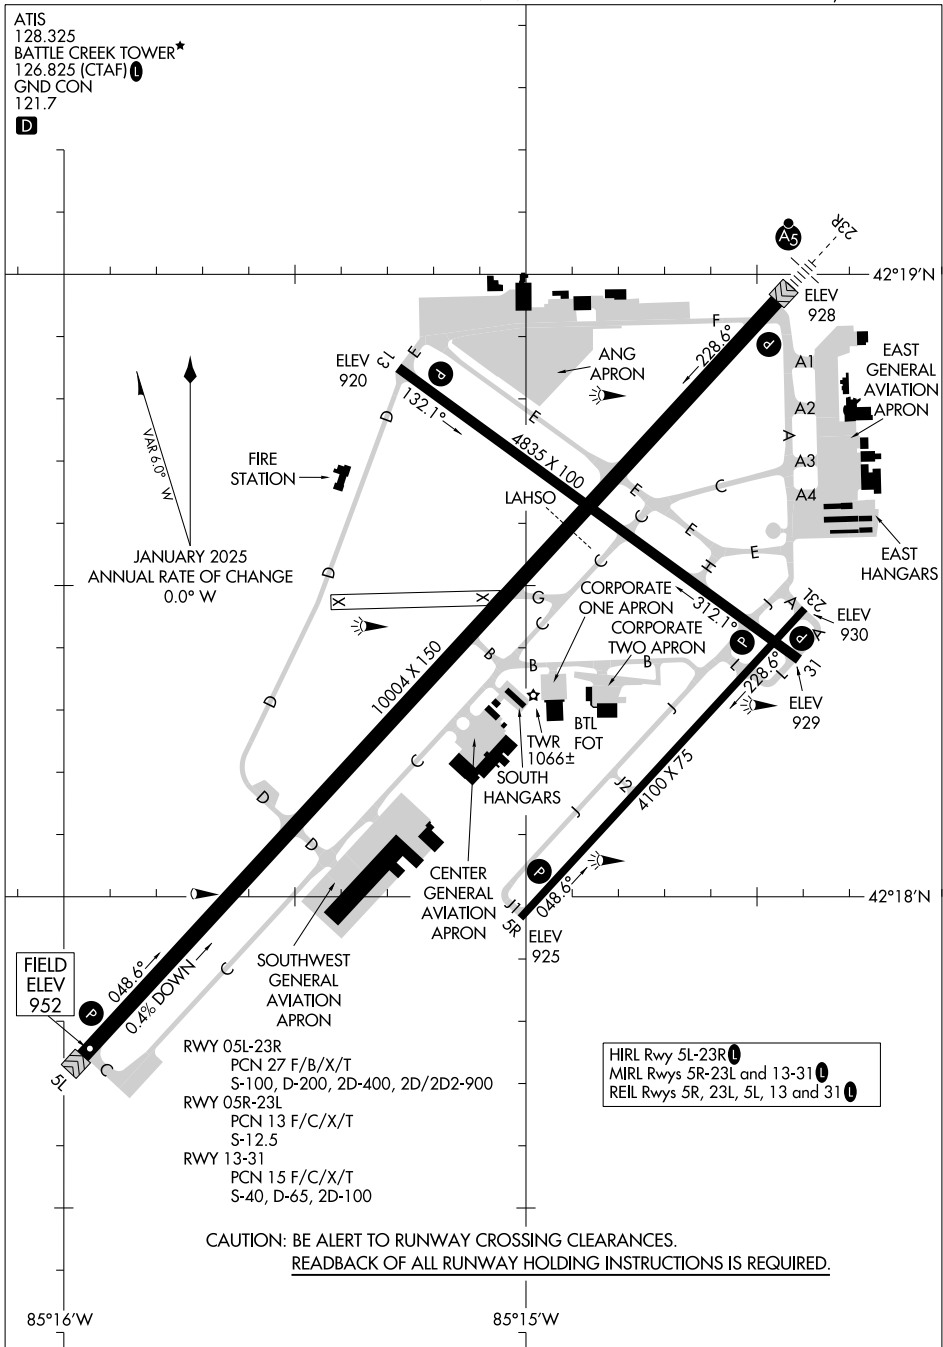 ATIS
128.325
BATTLE CREEK TOWER★
126.825 (CTAF) L
GND CON
121.7
D
A5
23R
42°19'N
ELEV
928
F
228.6°
P
A1
EAST
GENERAL
AVIATION
APRON
ANG
APRON
13
E
ELEV
920
P
132.1°
D
E
A2
A
4835 X 100
A3
FIRE
STATION
LAHSO
E
C
C
A4
VAR 6.0° W
E
E
H
C
EAST
HANGARS
JANUARY 2025
ANNUAL RATE OF CHANGE
0.0° W
D
X
X
G
C
CORPORATE
ONE APRON
CORPORATE
TWO APRON
312.1°
J
A
23L
ELEV
930
P
P
A
B
B
B
L
L
31
228.6°
ELEV
929
10004 X 150
D
J
TWR
1066±
BTL
FOT
SOUTH
HANGARS
C
J2
4100 X 75
J
D
D
P
CENTER
GENERAL
AVIATION
APRON
048.6°
J1
5R
ELEV
925
42°18'N
SOUTHWEST
GENERAL
AVIATION
APRON
C
FIELD
ELEV
952
048.6°
0.4% DOWN
P
C
5L
RWY 05L-23R
PCN 27 F/B/X/T
S-100, D-200, 2D-400, 2D/2D2-900
RWY 05R-23L
PCN 13 F/C/X/T
S-12.5
RWY 13-31
PCN 15 F/C/X/T
S-40, D-65, 2D-100
HIRL Rwy 5L-23R L
MIRL Rwys 5R-23L and 13-31 L
REIL Rwys 5R, 23L, 5L, 13 and 31 L
CAUTION: BE ALERT TO RUNWAY CROSSING CLEARANCES.
READBACK OF ALL RUNWAY HOLDING INSTRUCTIONS IS REQUIRED.
85°16'W
85°15'W